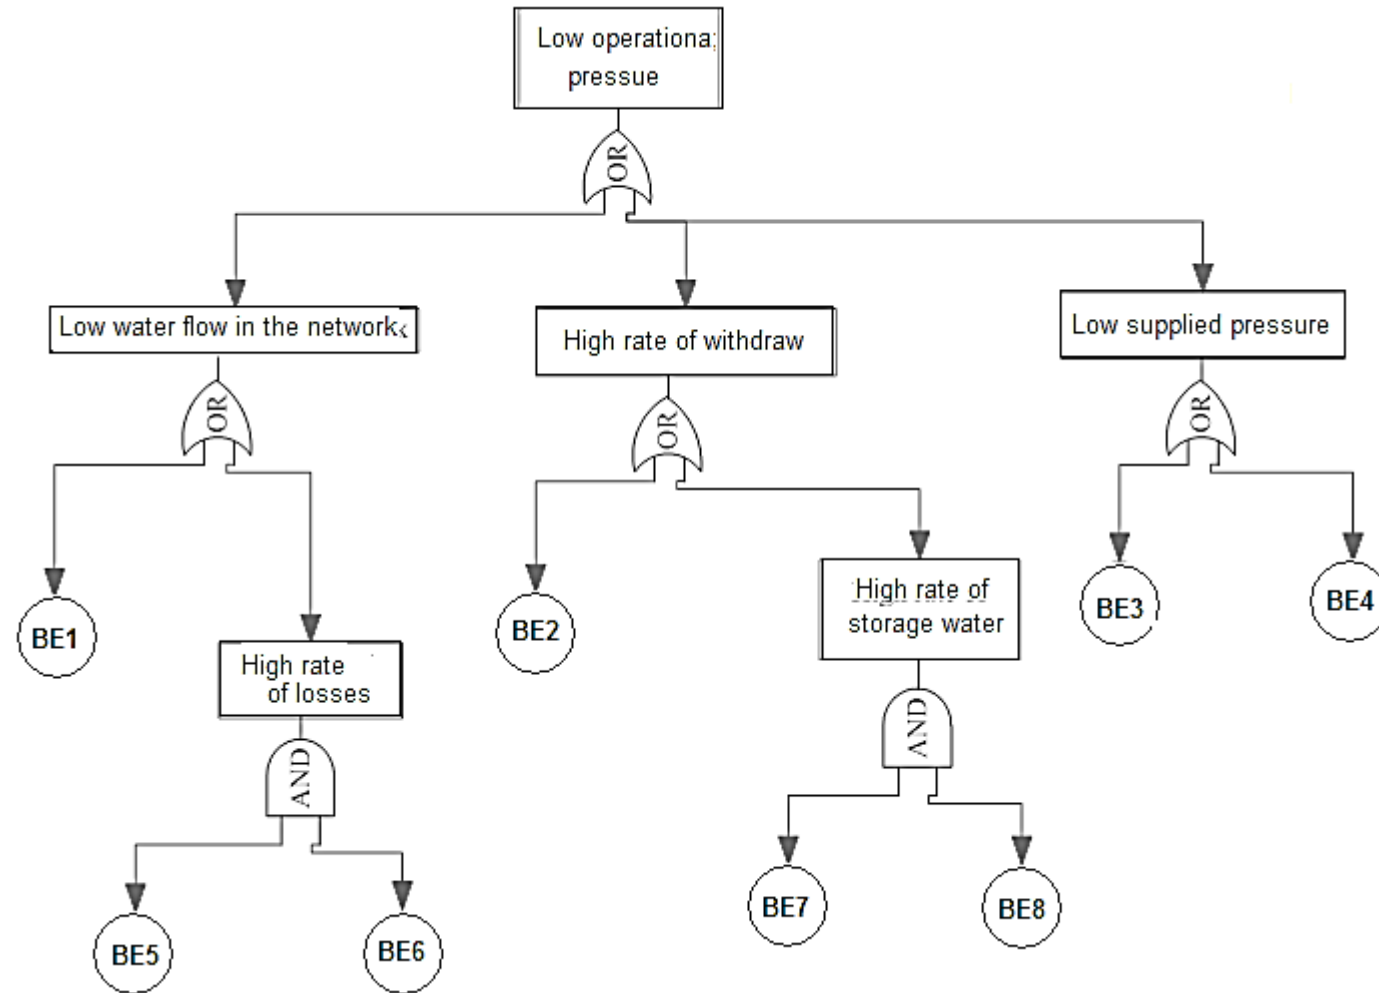 Low operationa;
pressue
OR
Low water flow in the network
High rate of withdraw
Low supplied pressure
OR
OR
OR
BE1
BE2
High rate of
storage water
BE3
BE4
High rate
of losses
AND
AND
BE5
BE6
BE7
BE8